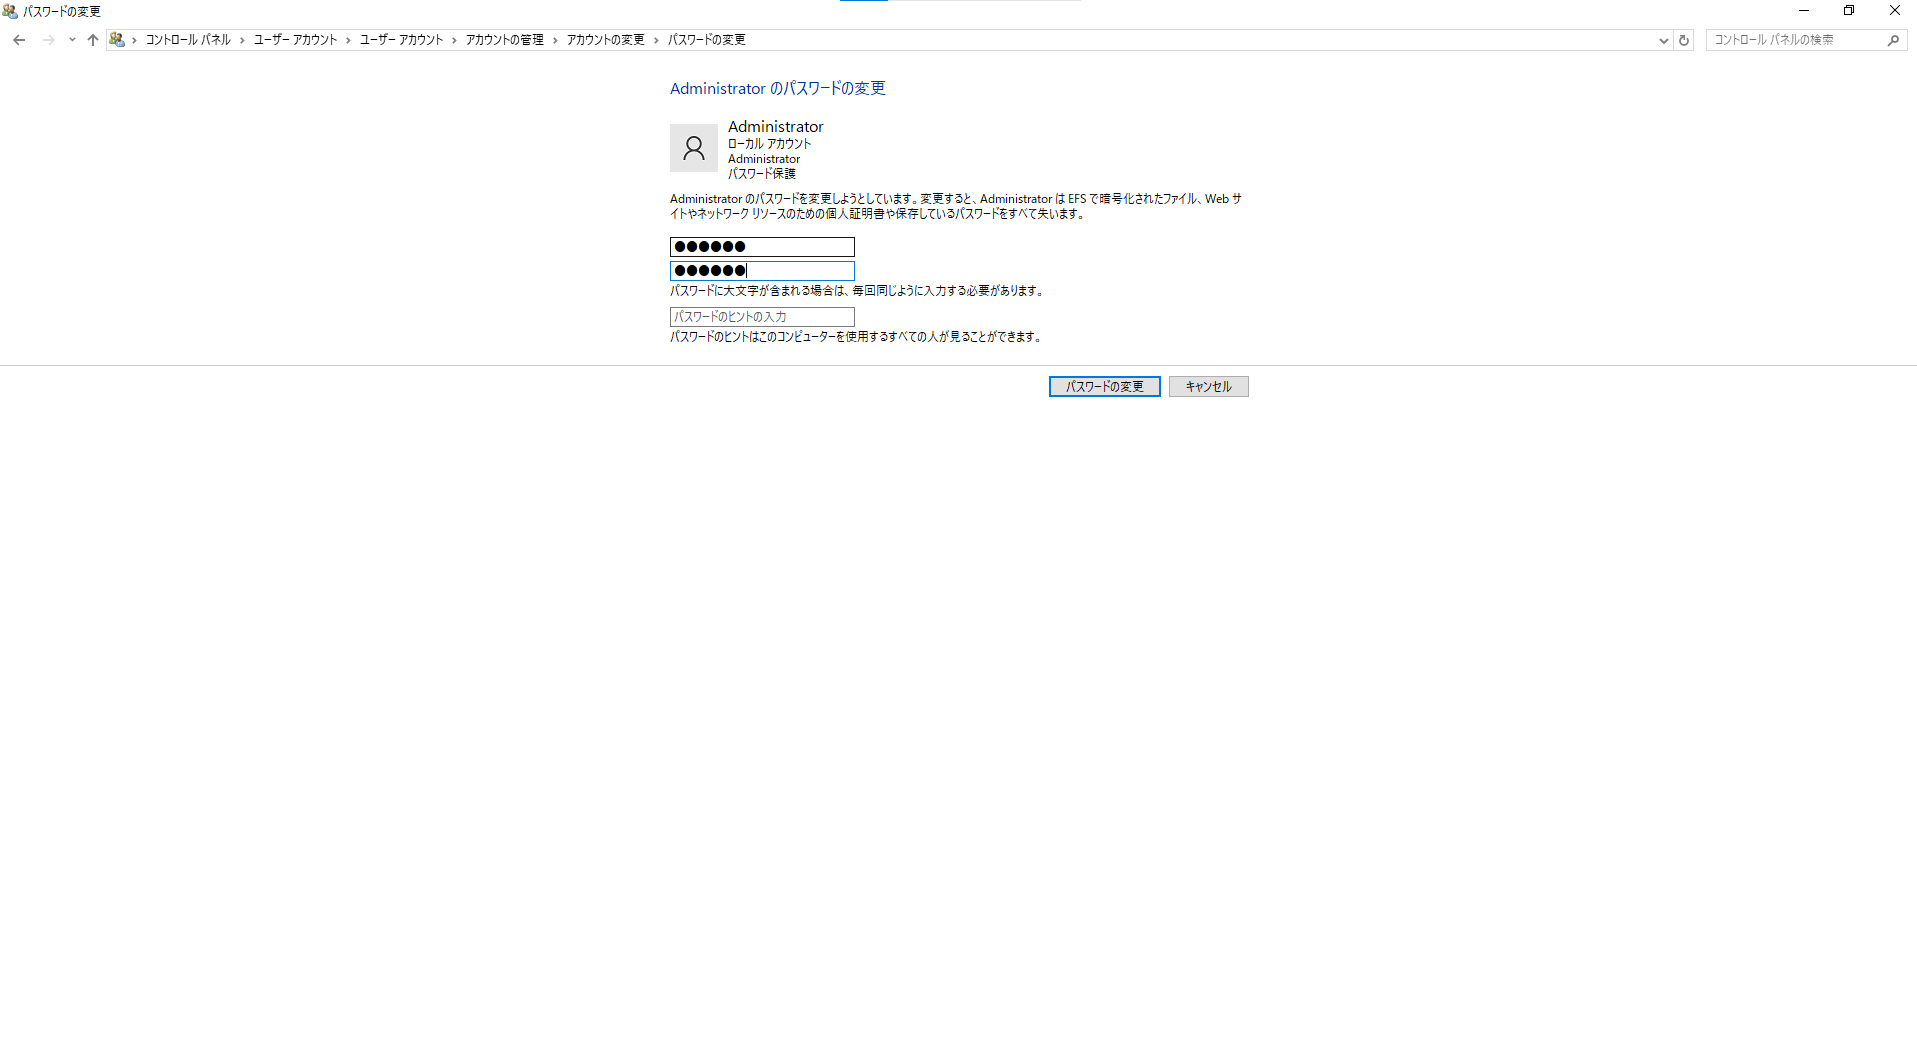 パスワードの変更
コントロール パネル › ユーザー アカウント › ユーザー アカウント › アカウントの管理 › アカウントの変更 › パスワードの変更
コントロール パネルの検索
Administrator のパスワードの変更
Administrator
ローカル アカウント
Administrator
パスワード保護
Administrator のパスワードを変更しようとしています。変更すると、Administrator は EFS で暗号化されたファイル、Web サ
イトやネットワーク リソースのための個人証明書や保存しているパスワードをすべて失います。
●●●●●●
●●●●●●
パスワードに大文字が含まれる場合は、毎回同じように入力する必要があります。
パスワードのヒントの入力
パスワードのヒントはこのコンピューターを使用するすべての人が見ることができます。
パスワードの変更
キャンセル